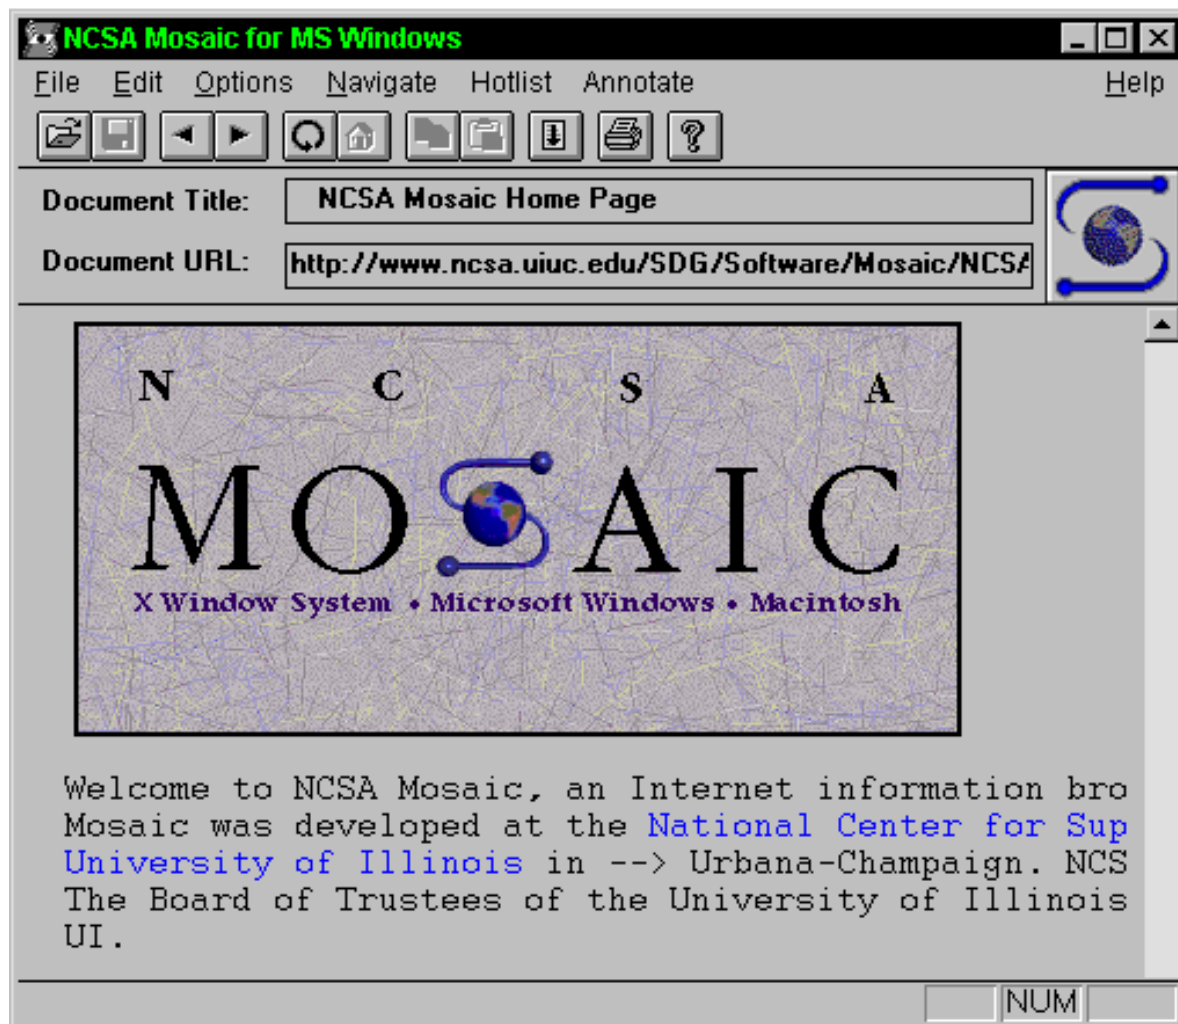 NCSA Mosaic for MS Windows
File Edit Options Navigate Hotlist Annotate Help
Document Title: NCSA Mosaic Home Page
Document URL: http://www.ncsa.uiuc.edu/SDG/Software/Mosaic/NCSA
N C S A
MOSAIC
X Window System • Microsoft Windows • Macintosh
Welcome to NCSA Mosaic, an Internet information bro
Mosaic was developed at the National Center for Sup
University of Illinois in --> Urbana-Champaign. NCS
The Board of Trustees of the University of Illinois
UI.
NUM